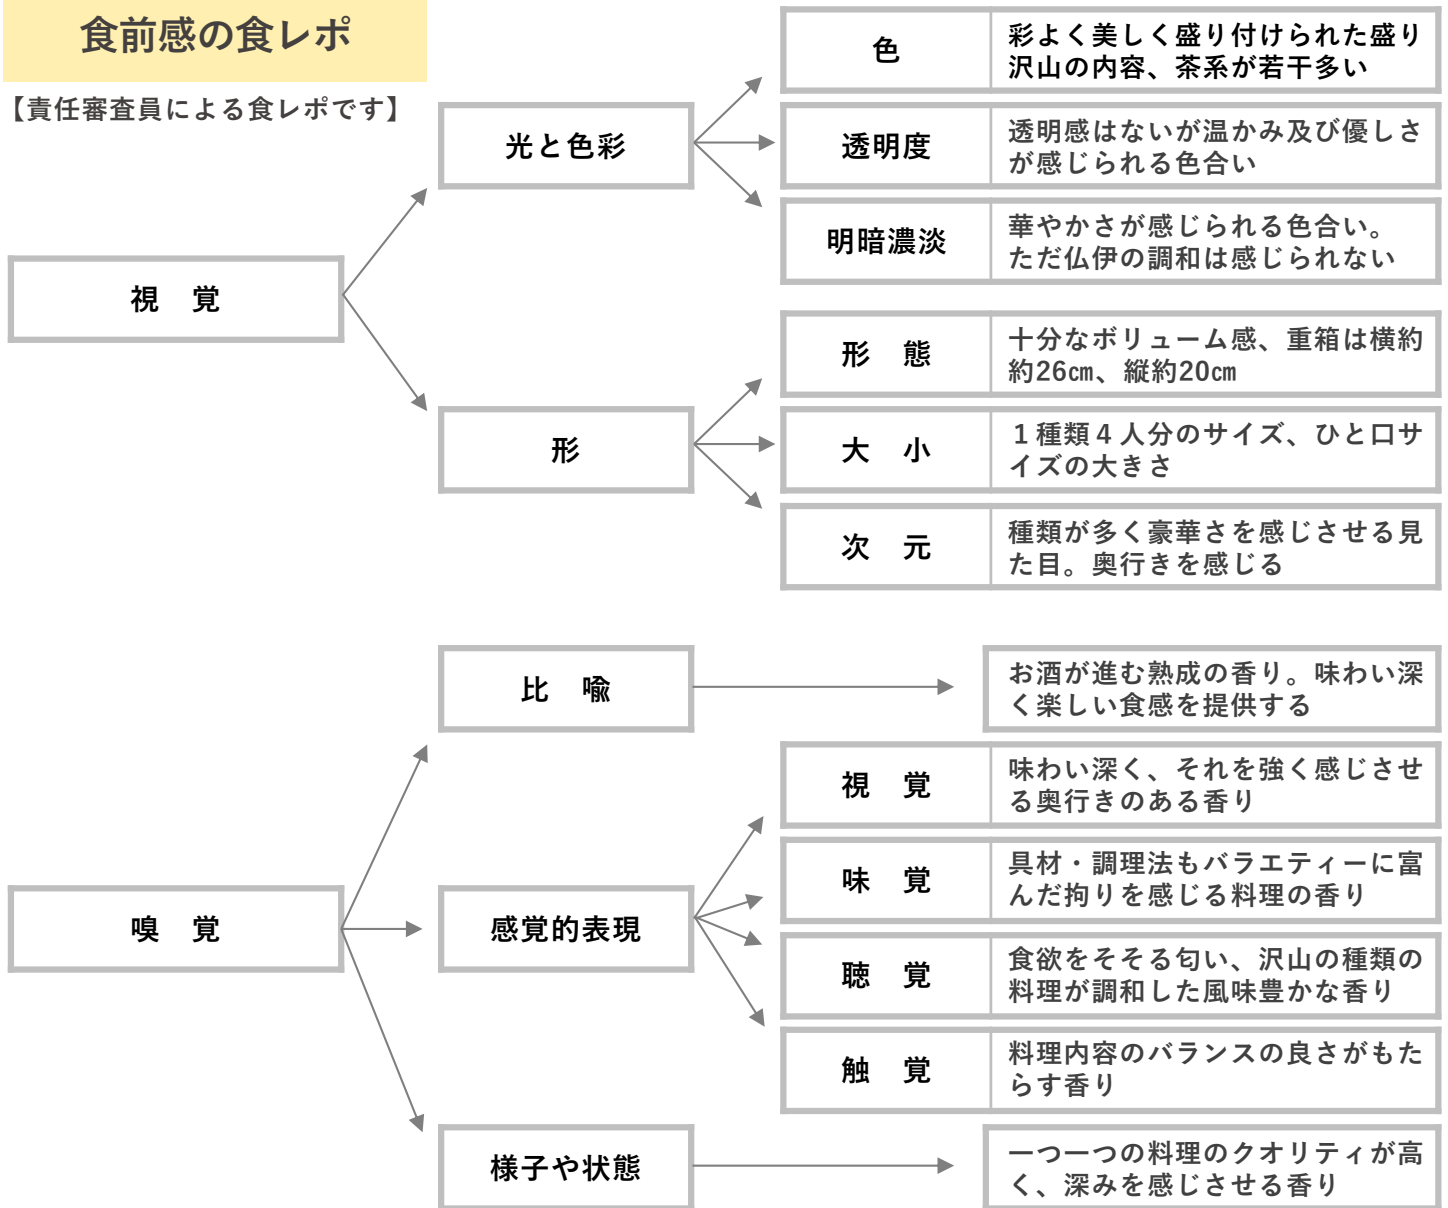 食前感の食レポ
【責任審査員による食レポです】
視　覚
光と色彩
色
彩よく美しく盛り付けられた盛り
沢山の内容、茶系が若干多い
透明度
透明感はないが温かみ及び優しさ
が感じられる色合い
明暗濃淡
華やかさが感じられる色合い。
ただ仏伊の調和は感じられない
形
形　態
十分なボリューム感、重箱は横約
約26㎝、縦約20㎝
大　小
１種類４人分のサイズ、ひと口サ
イズの大きさ
次　元
種類が多く豪華さを感じさせる見
た目。奥行きを感じる
嗅　覚
比　喩
お酒が進む熟成の香り。味わい深
く楽しい食感を提供する
感覚的表現
視　覚
味わい深く、それを強く感じさせ
る奥行きのある香り
味　覚
具材・調理法もバラエティーに富
んだ拘りを感じる料理の香り
聴　覚
食欲をそそる匂い、沢山の種類の
料理が調和した風味豊かな香り
触　覚
料理内容のバランスの良さがもた
らす香り
様子や状態
一つ一つの料理のクオリティが高
く、深みを感じさせる香り